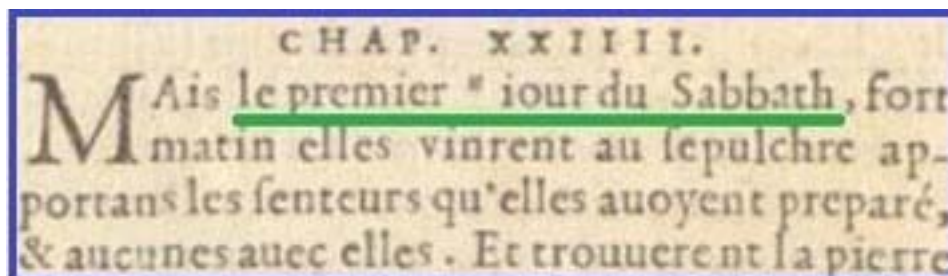 CHAP. XXIIII.
MAis le premier " iour du Sabbath, fort
matin elles vinrent au ſepulchre ap-
portans les ſenteurs qu'elles auoyent preparé,
& aucunes auec elles. Et trouuerent la pierre